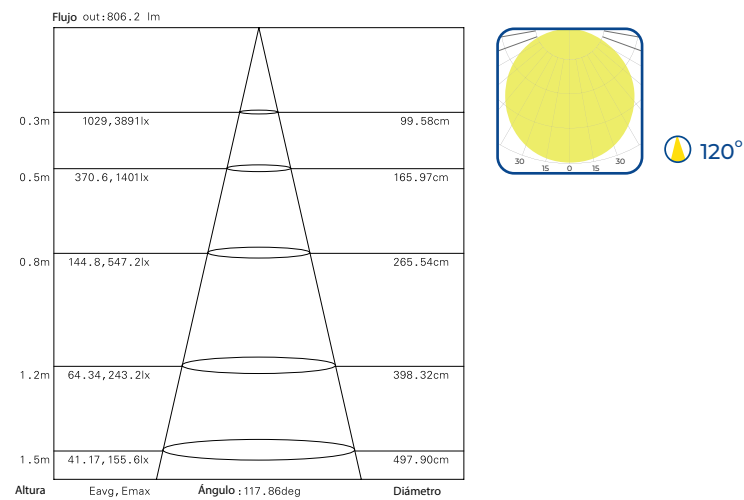 Flujo out:806.2 lm
0.3m 1029,3891lx 99.58cm
0.5m 370.6,1401lx 165.97cm
0.8m 144.8,547.2lx 265.54cm
1.2m 64.34,243.2lx 398.32cm
1.5m 41.17,155.6lx 497.90cm
Altura Eavg,Emax Ángulo:117.86deg Diámetro
30 15 0 15 30
120°